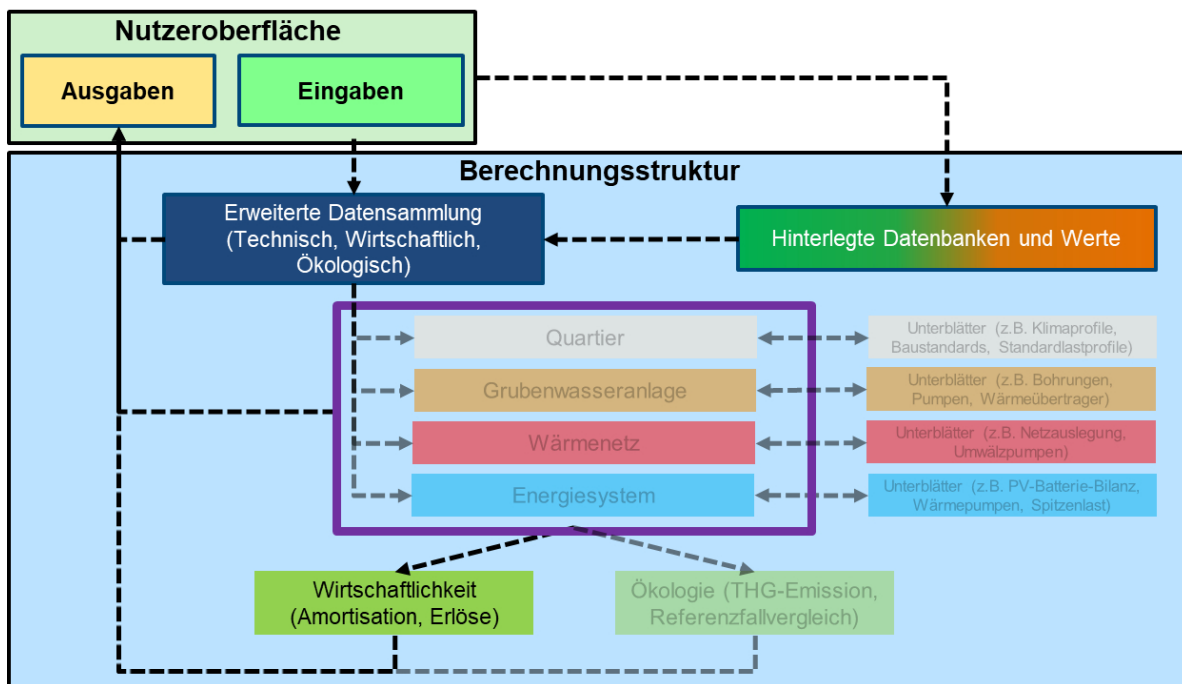 Nutzeroberfläche
Ausgaben
Eingaben
Berechnungsstruktur
Erweiterte Datensammlung
(Technisch, Wirtschaftlich,
Ökologisch)
Hinterlegte Datenbanken und Werte
Quartier
Unterblätter (z.B. Klimaprofile,
Baustandards, Standardlastprofile)
Grubenwasseranlage
Unterblätter (z.B. Bohrungen,
Pumpen, Wärmeübertrager)
Wärmenetz
Unterblätter (z.B. Netzauslegung,
Umwälzpumpen)
Energiesystem
Unterblätter (z.B. PV-Batterie-Bilanz,
Wärmepumpen, Spitzenlast)
Wirtschaftlichkeit
(Amortisation, Erlöse)
Ökologie (THG-Emission,
Referenzfallvergleich)